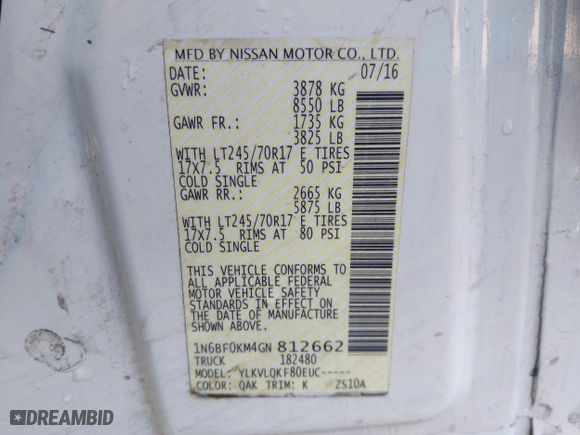 MFD BY NISSAN MOTOR CO., LTD.
DATE: 07/16
GVWR: 3878 KG
8550 LB
GAWR FR.: 1735 KG
3825 LB
WITH LT245/70R17 E TIRES
17x7.5 RIMS AT 50 PSI
COLD SINGLE
GAWR RR.: 2665 KG
5875 LB
WITH LT245/70R17 E TIRES
17x7.5 RIMS AT 80 PSI
COLD SINGLE
THIS VEHICLE CONFORMS TO
ALL APPLICABLE FEDERAL
MOTOR VEHICLE SAFETY
STANDARDS IN EFFECT ON
THE DATE OF MANUFACTURE
SHOWN ABOVE.
1N6BF0KM4GN 812662
TRUCK 182480
MODEL: YLKVLQKF80EUC-----
COLOR: QAK TRIM: K ZS10A
DREAMBID